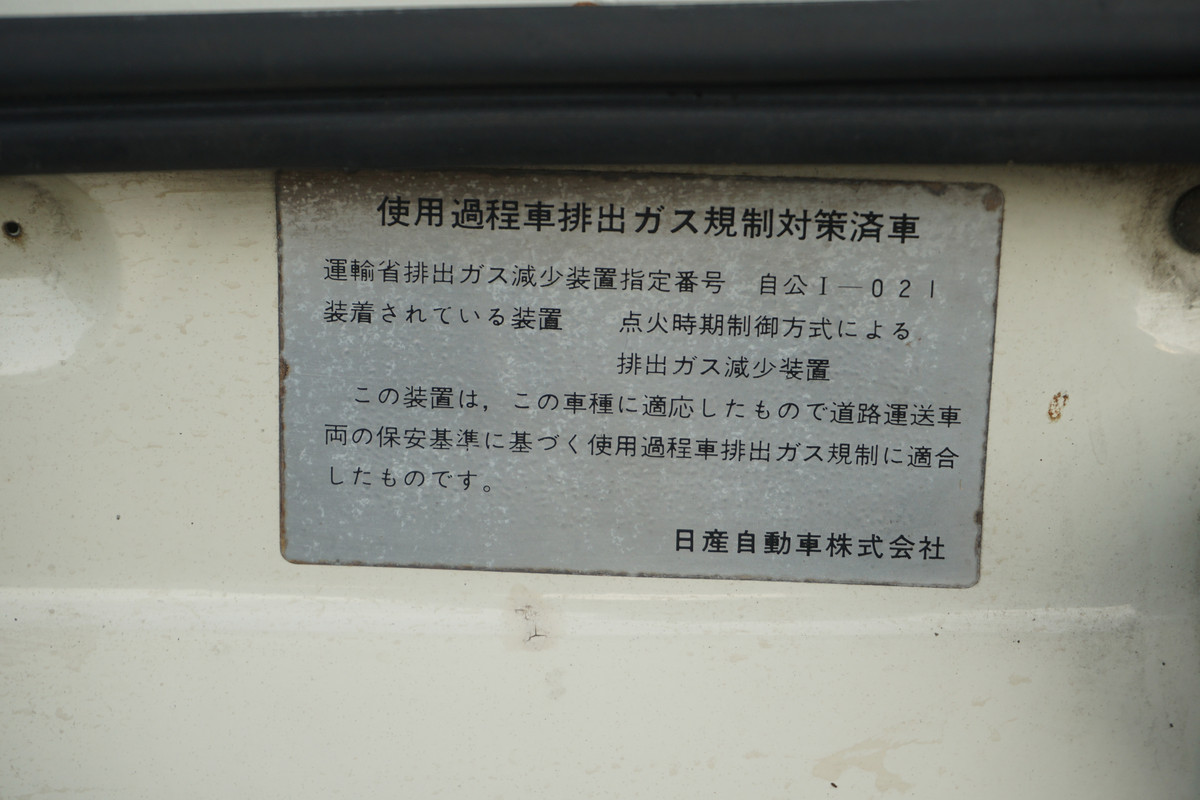 使用過程車排出ガス規制対策済車
運輸省排出ガス減少装置指定番号　自公I―021
装着されている装置　点火時期制御方式による
排出ガス減少装置
この装置は，この車種に適応したもので道路運送車
両の保安基準に基づく使用過程車排出ガス規制に適合
したものです。
日産自動車株式会社